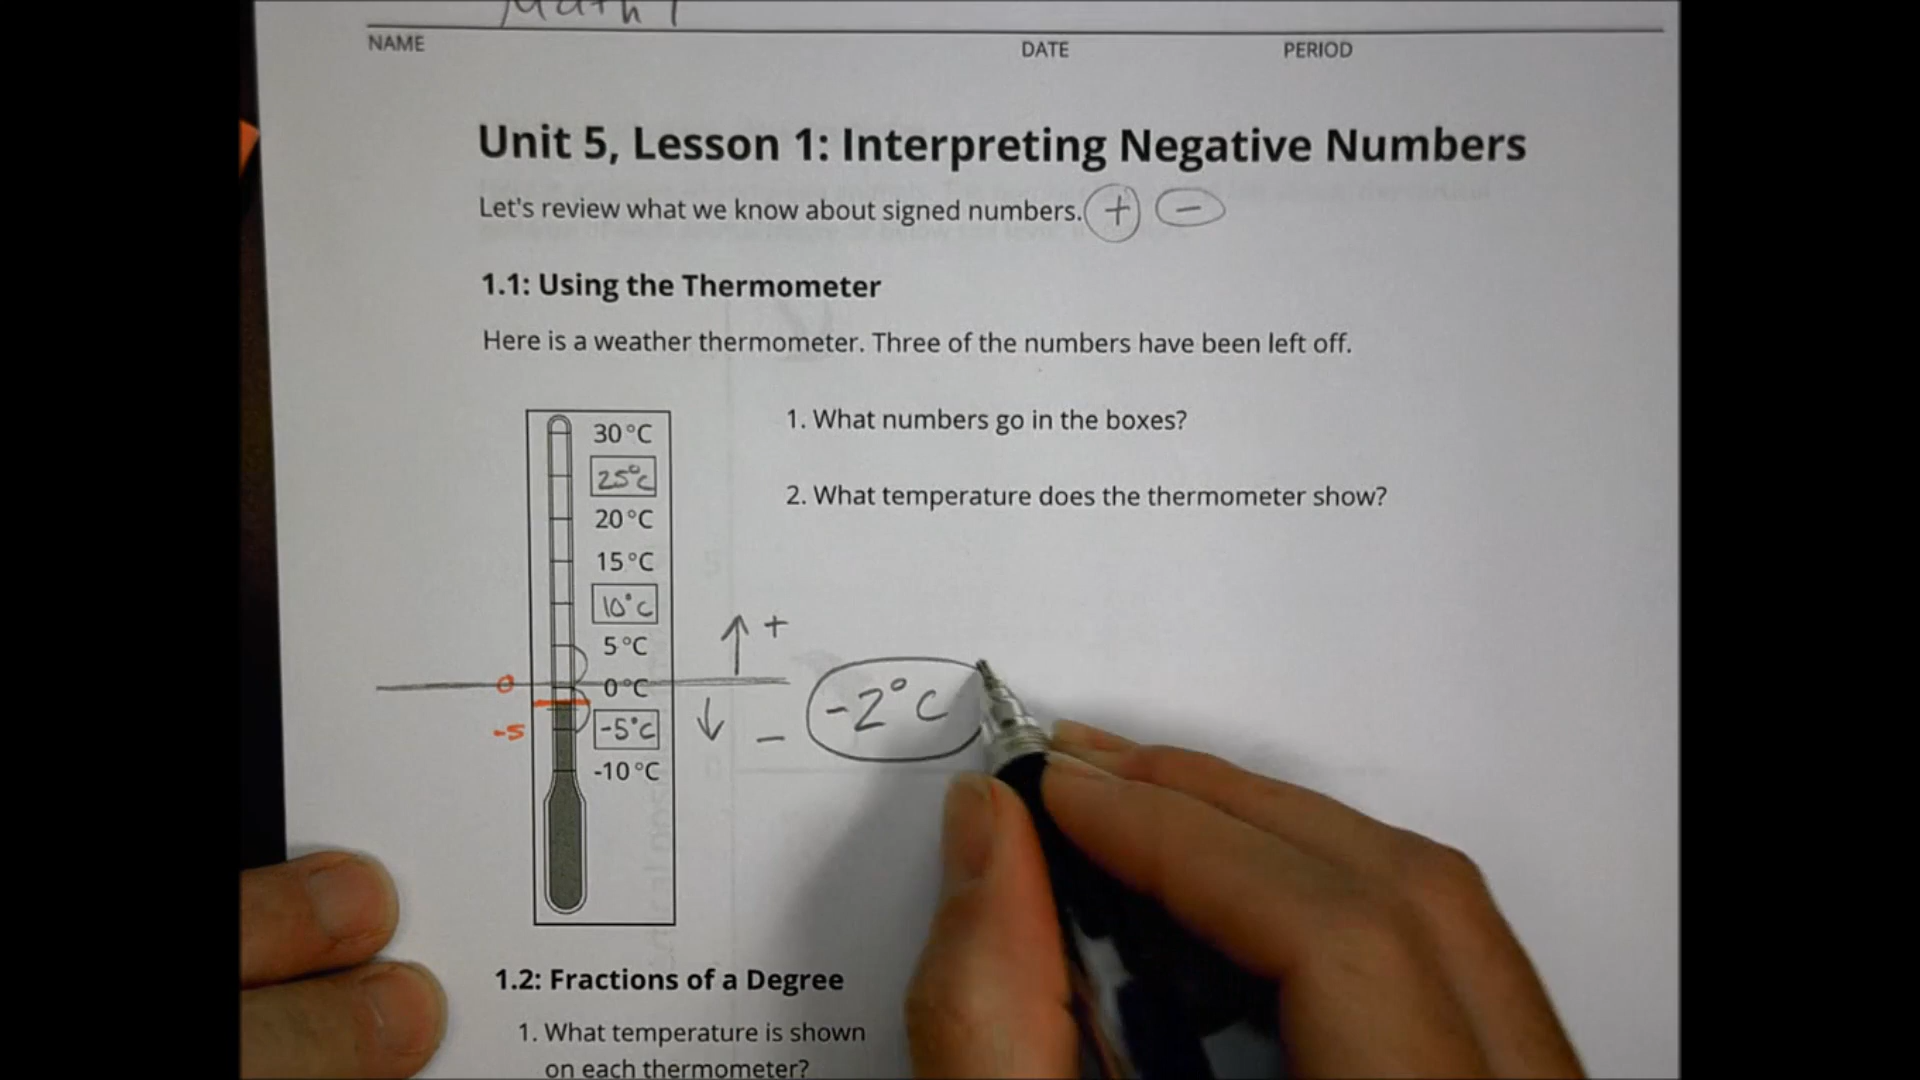 Math 7
NAME DATE PERIOD
Unit 5, Lesson 1: Interpreting Negative Numbers
Let's review what we know about signed numbers. + -
1.1: Using the Thermometer
Here is a weather thermometer. Three of the numbers have been left off.
30°C
25°C
20°C
15°C
10°C
5°C
0 0°C
-5 -5°C
-10°C
+
-
-2°C
1. What numbers go in the boxes?
2. What temperature does the thermometer show?
1.2: Fractions of a Degree
1. What temperature is shown
on each thermometer?